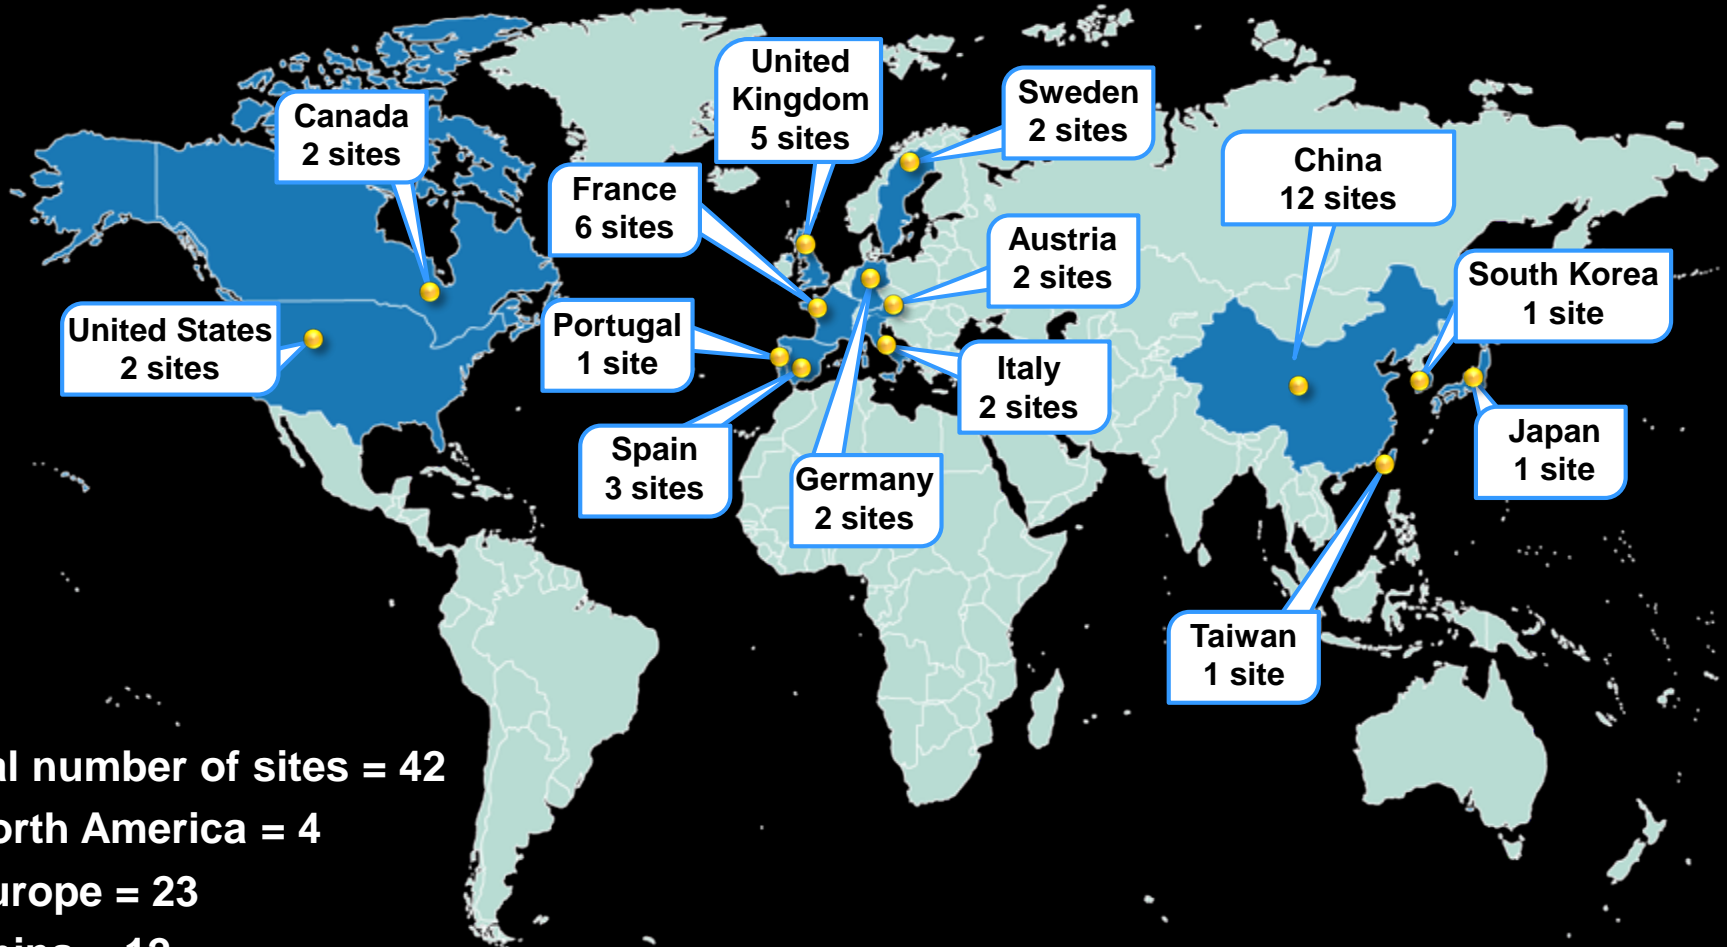 United
Kingdom
5 sites
Sweden
2 sites
Canada
2 sites
China
12 sites
France
6 sites
Austria
2 sites
South Korea
1 site
United States
2 sites
Portugal
1 site
Italy
2 sites
Japan
1 site
Spain
3 sites
Germany
2 sites
Taiwan
1 site
al number of sites = 42
orth America = 4
urope = 23